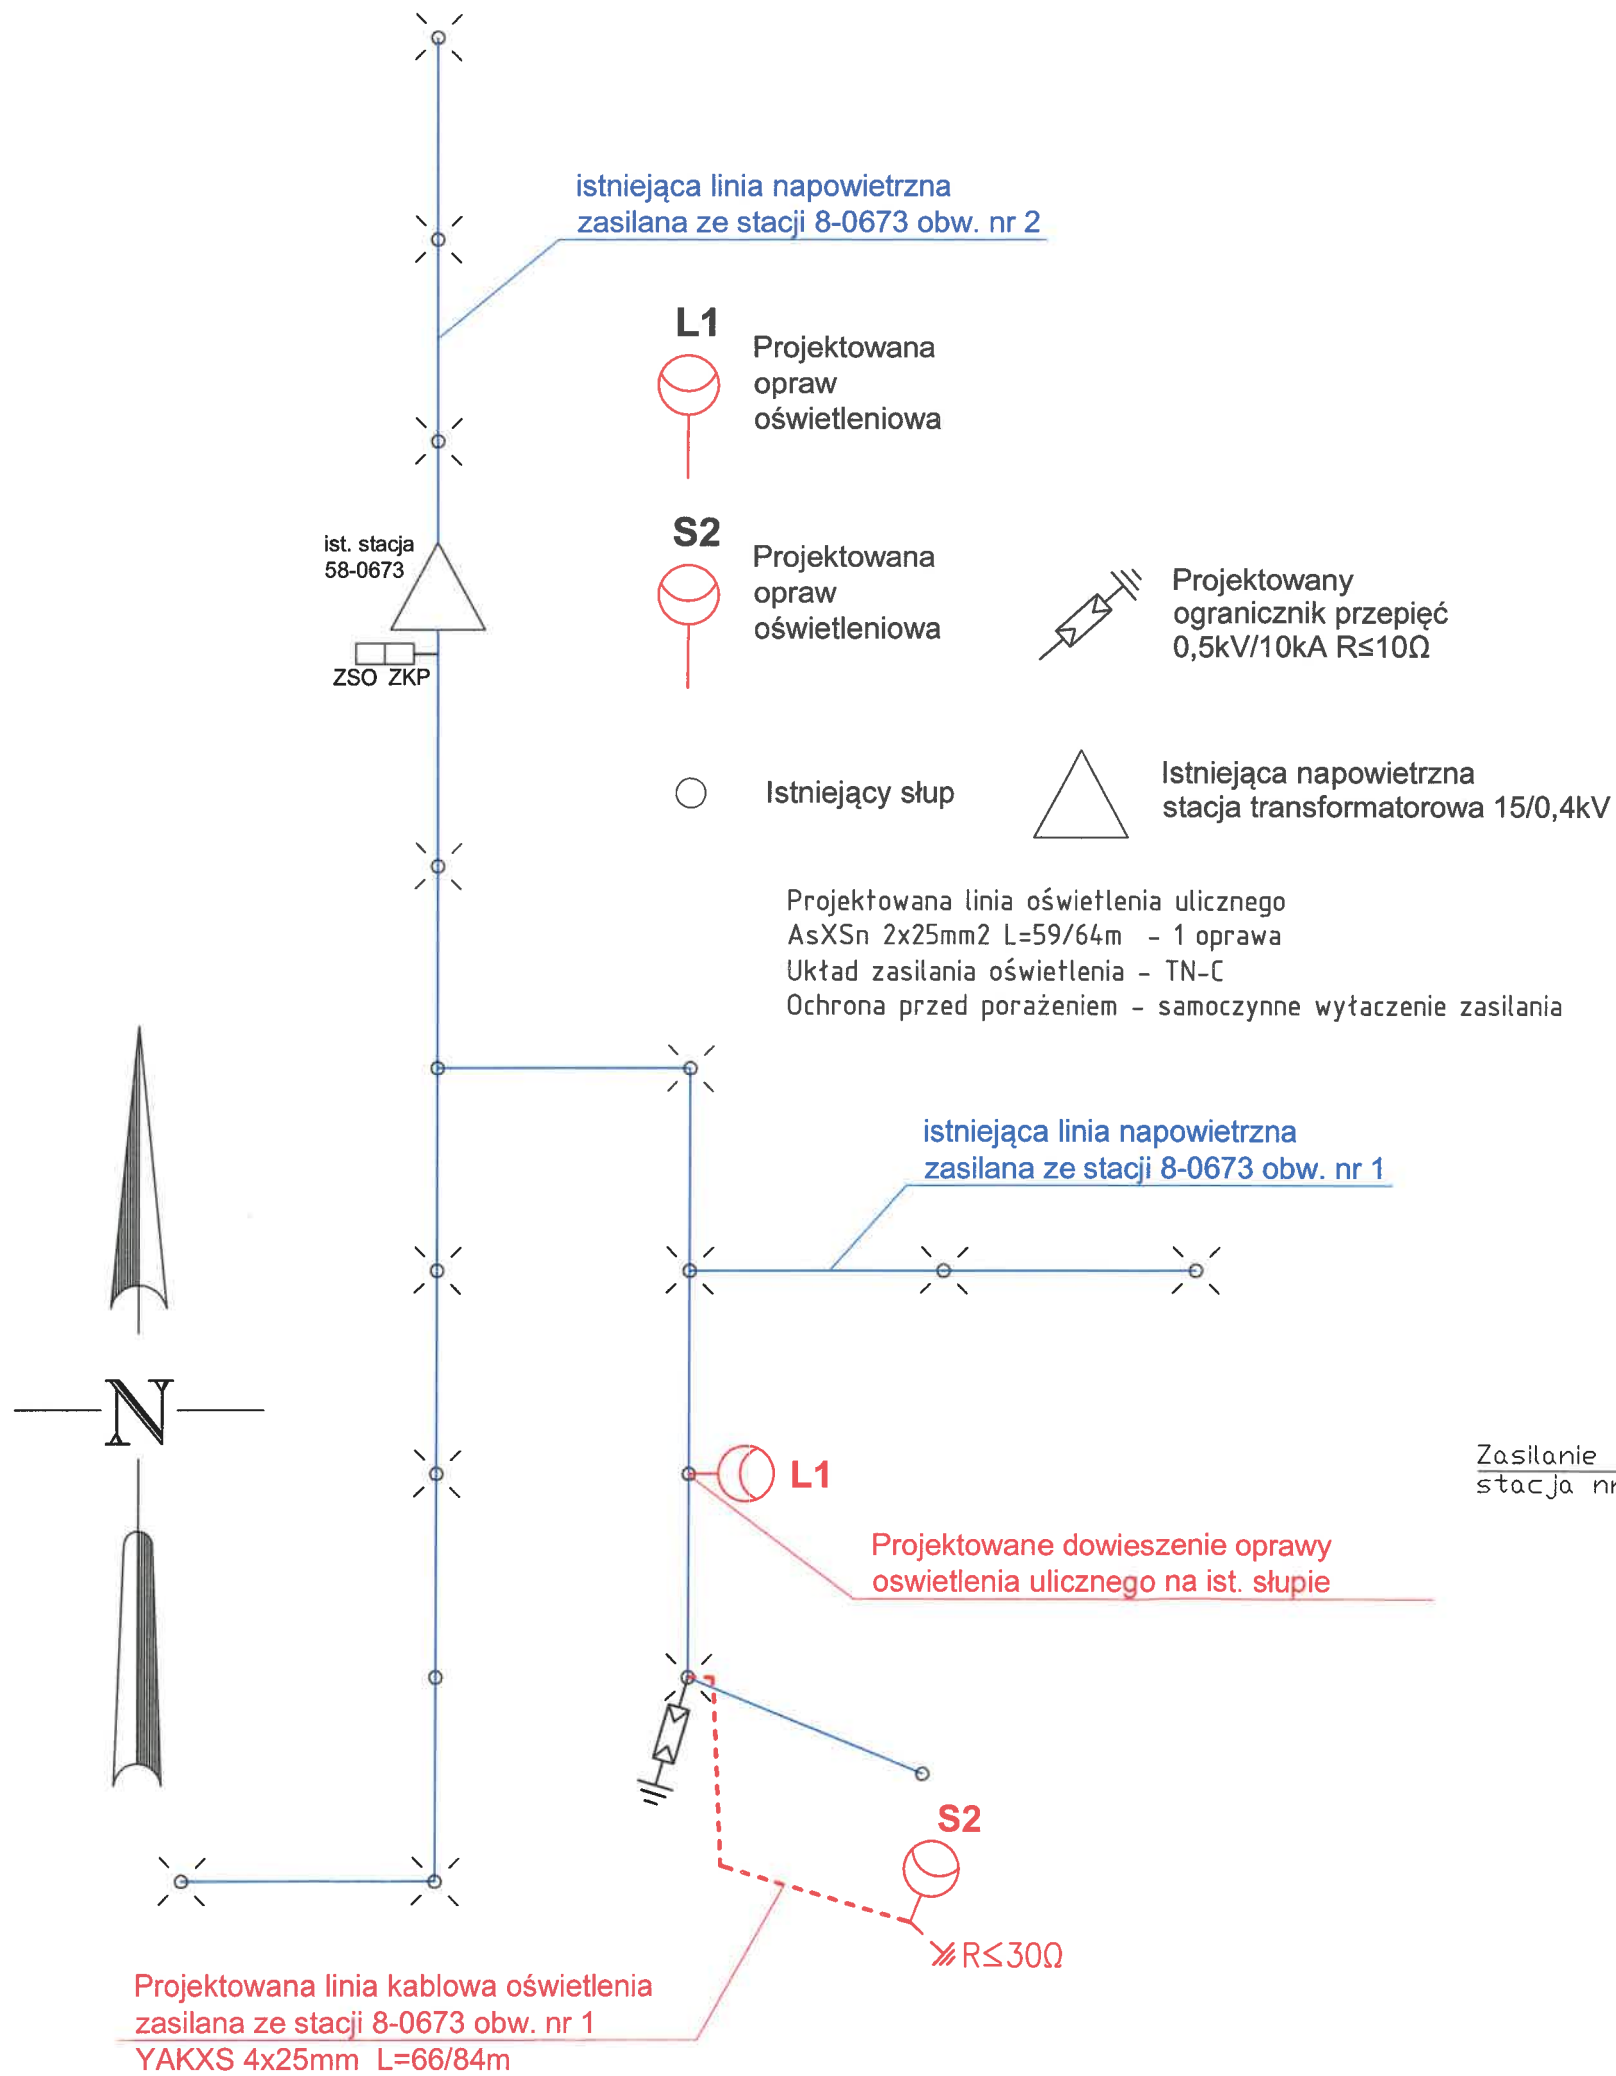 istniejąca linia napowietrzna
zasilana ze stacji 8-0673 obw. nr 2
L1
Projektowana
opraw
oświetleniowa
ist. stacja
58-0673
S2
Projektowana
opraw
oświetleniowa
Projektowany
ogranicznik przepięć
0,5kV/10kA R≤10Ω
ZSO ZKP
Istniejący słup
Istniejąca napowietrzna
stacja transformatorowa 15/0,4kV
Projektowana linia oświetlenia ulicznego
AsXSn 2x25mm2 L=59/64m - 1 oprawa
Układ zasilania oświetlenia - TN-C
Ochrona przed porażeniem - samoczynne wyłaczenie zasilania
istniejąca linia napowietrzna
zasilana ze stacji 8-0673 obw. nr 1
N
L1
Zasilanie
stacja nr
Projektowane dowieszenie oprawy
oswietlenia ulicznego na ist. słupie
S2
R≤30Ω
Projektowana linia kablowa oświetlenia
zasilana ze stacji 8-0673 obw. nr 1
YAKXS 4x25mm L=66/84m